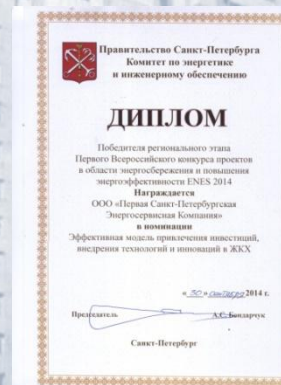 Правительство Санкт-Петербурга
Комитет по энергетике
и инженерному обеспечению
ДИПЛОМ
Победителя регионального этапа
Первого Всероссийского конкурса проектов
в области энергосбережения и повышения
энергоэффективности ENES 2014
Награждается
ООО «Первая Санкт-Петербургская
Энергосервисная Компания»
в номинации
Эффективная модель привлечения инвестиций,
внедрения технологий и инноваций в ЖКХ
« 30 » сентября 2014 г.
Председатель А.С. Бондарчук
Санкт-Петербург